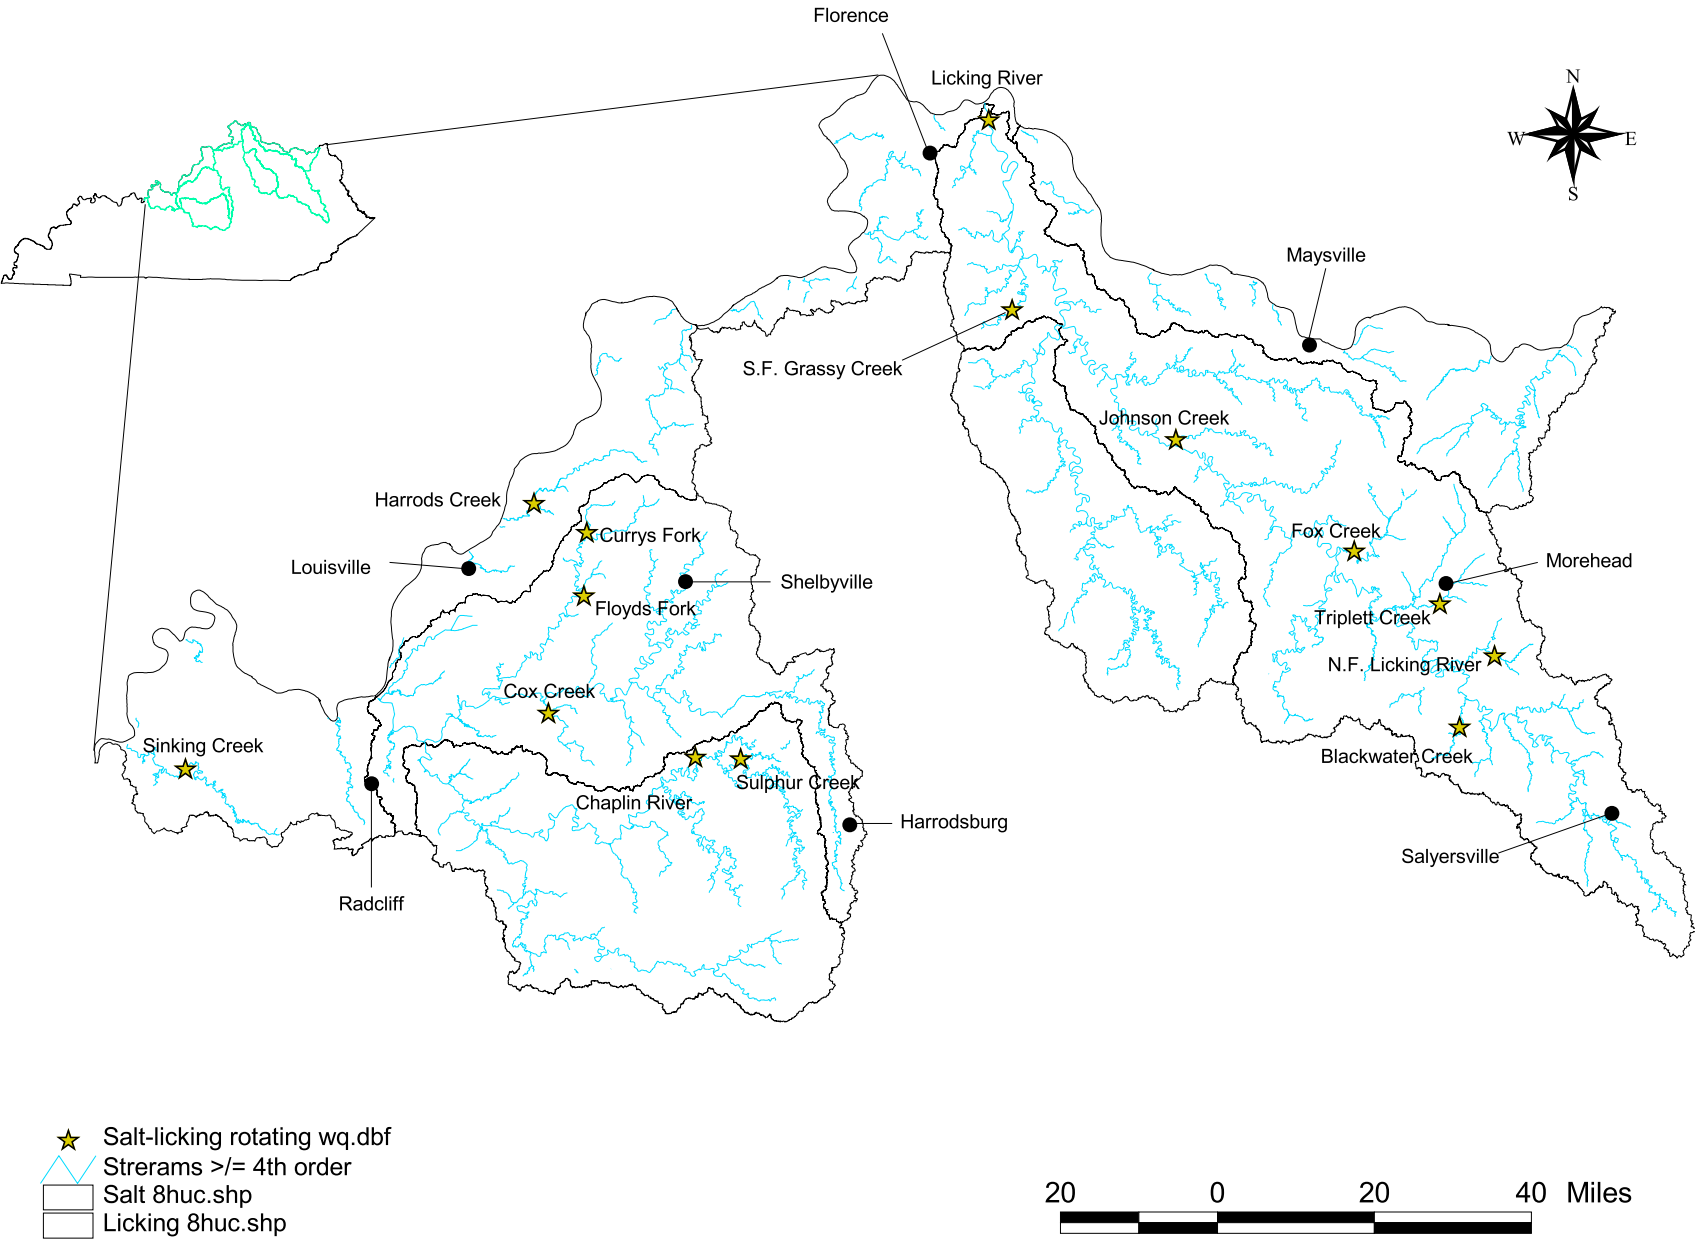 Florence
Licking River
N
W
E
S
Maysville
S.F. Grassy Creek
Johnson Creek
Harrods Creek
Currys Fork
Fox Creek
Louisville
Shelbyville
Morehead
Floyds Fork
Triplett Creek
N.F. Licking River
Cox Creek
Sinking Creek
Blackwater Creek
Sulphur Creek
Chaplin River
Harrodsburg
Salyersville
Radcliff
Salt-licking rotating wq.dbf
Strerams >/= 4th order
Salt 8huc.shp
Licking 8huc.shp
20 0 20 40 Miles